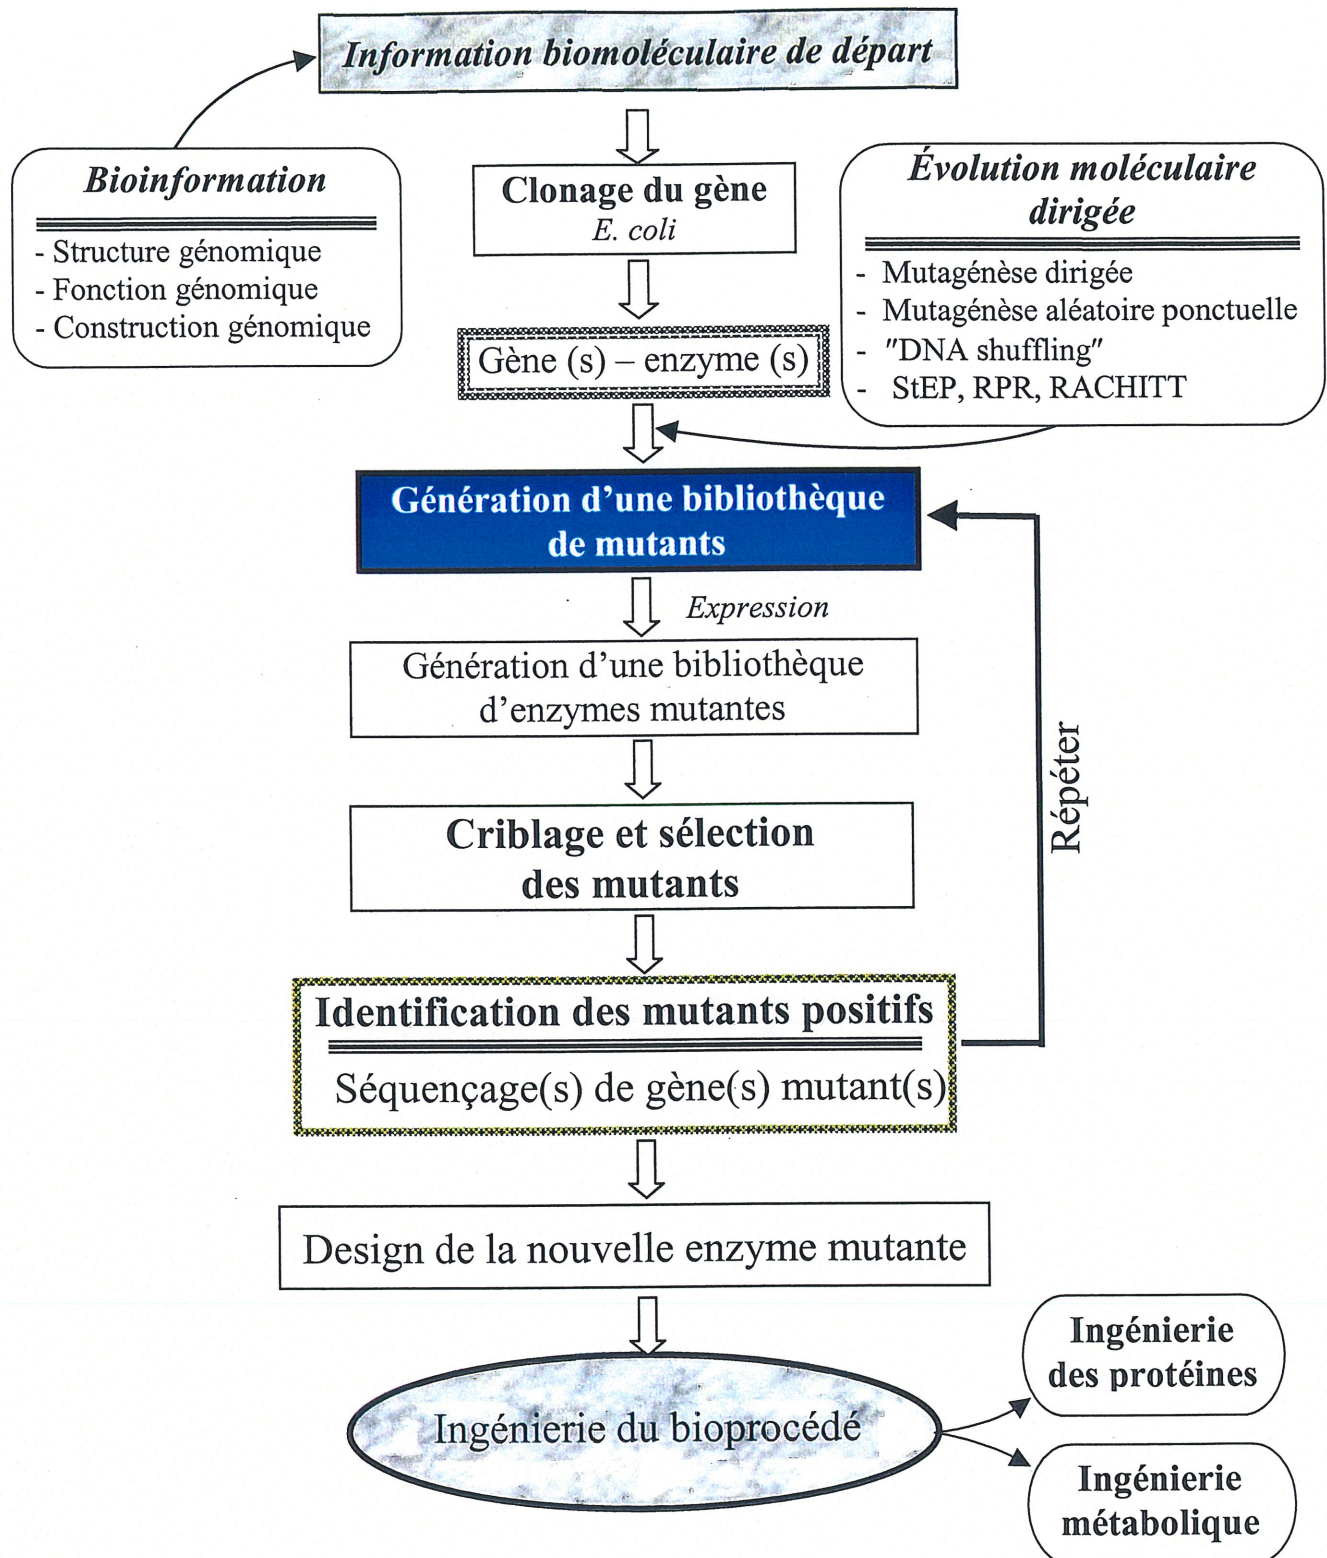 Information biomoléculaire de départ
Bioinformation
- Structure génomique
- Fonction génomique
- Construction génomique
Clonage du gène
E. coli
Évolution moléculaire
dirigée
- Mutagénèse dirigée
- Mutagénèse aléatoire ponctuelle
- "DNA shuffling"
- StEP, RPR, RACHITT
Gène (s) – enzyme (s)
Génération d’une bibliothèque
de mutants
Expression
Génération d’une bibliothèque
d’enzymes mutantes
Répéter
Criblage et sélection
des mutants
Identification des mutants positifs
Séquençage(s) de gène(s) mutant(s)
Design de la nouvelle enzyme mutante
Ingénierie du bioprocédé
Ingénierie
des protéines
Ingénierie
métabolique